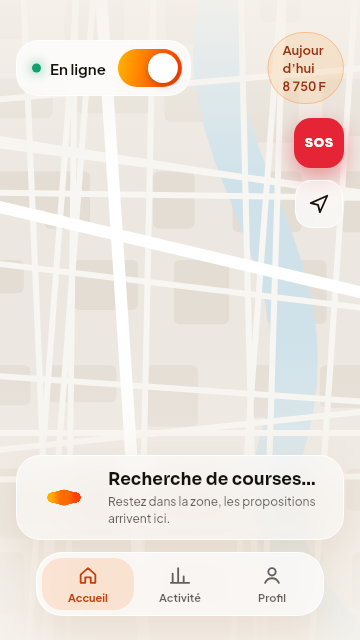 En ligne
Aujour
d’hui
8 750 F
SOS
Recherche de courses...
Restez dans la zone, les propositions
arrivent ici.
Accueil
Activité
Profil